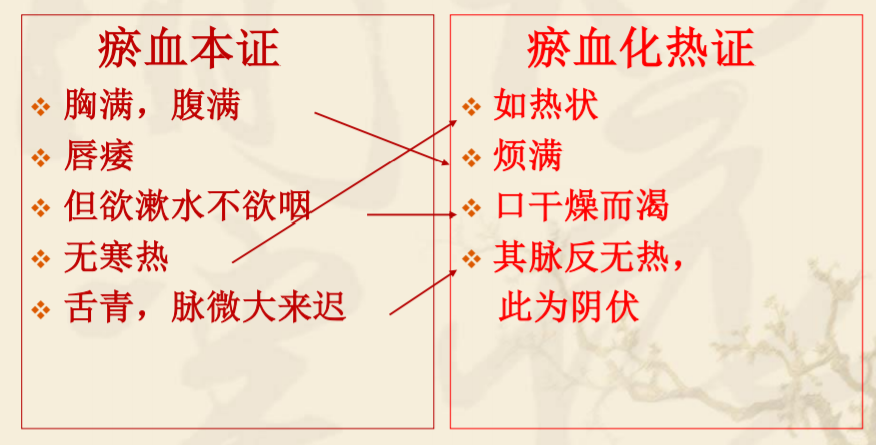 瘀血本证
胸满，腹满
唇痿
但欲漱水不欲咽
无寒热
舌青，脉微大来迟
瘀血化热证
如热状
烦满
口干燥而渴
其脉反无热，
此为阴伏